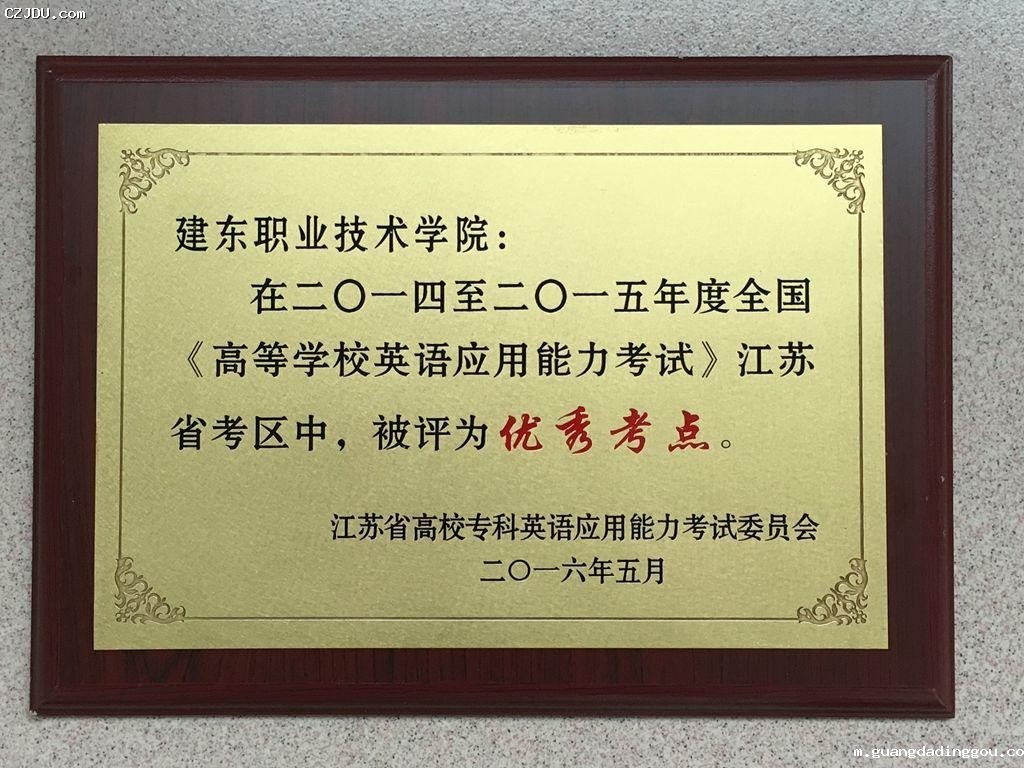 CZJDU.com
建东职业技术学院：
在二〇一四至二〇一五年度全国
《高等学校英语应用能力考试》江苏
省考区中，被评为优秀考点。
江苏省高校专科英语应用能力考试委员会
二〇一六年五月
m.guangdadinggou.co